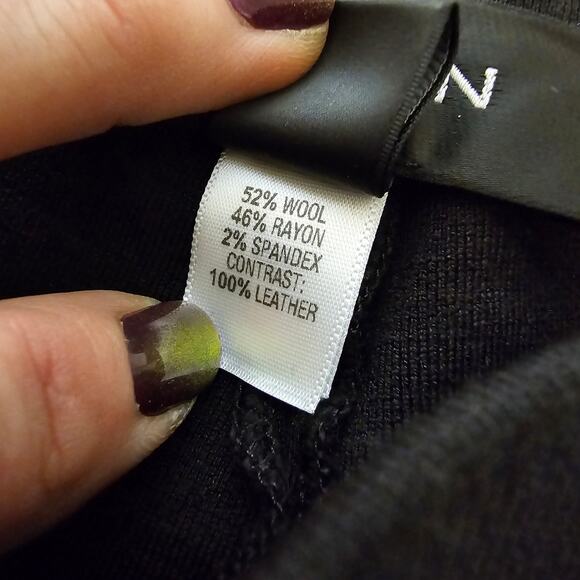 N
52% WOOL
46% RAYON
2% SPANDEX
CONTRAST:
100% LEATHER